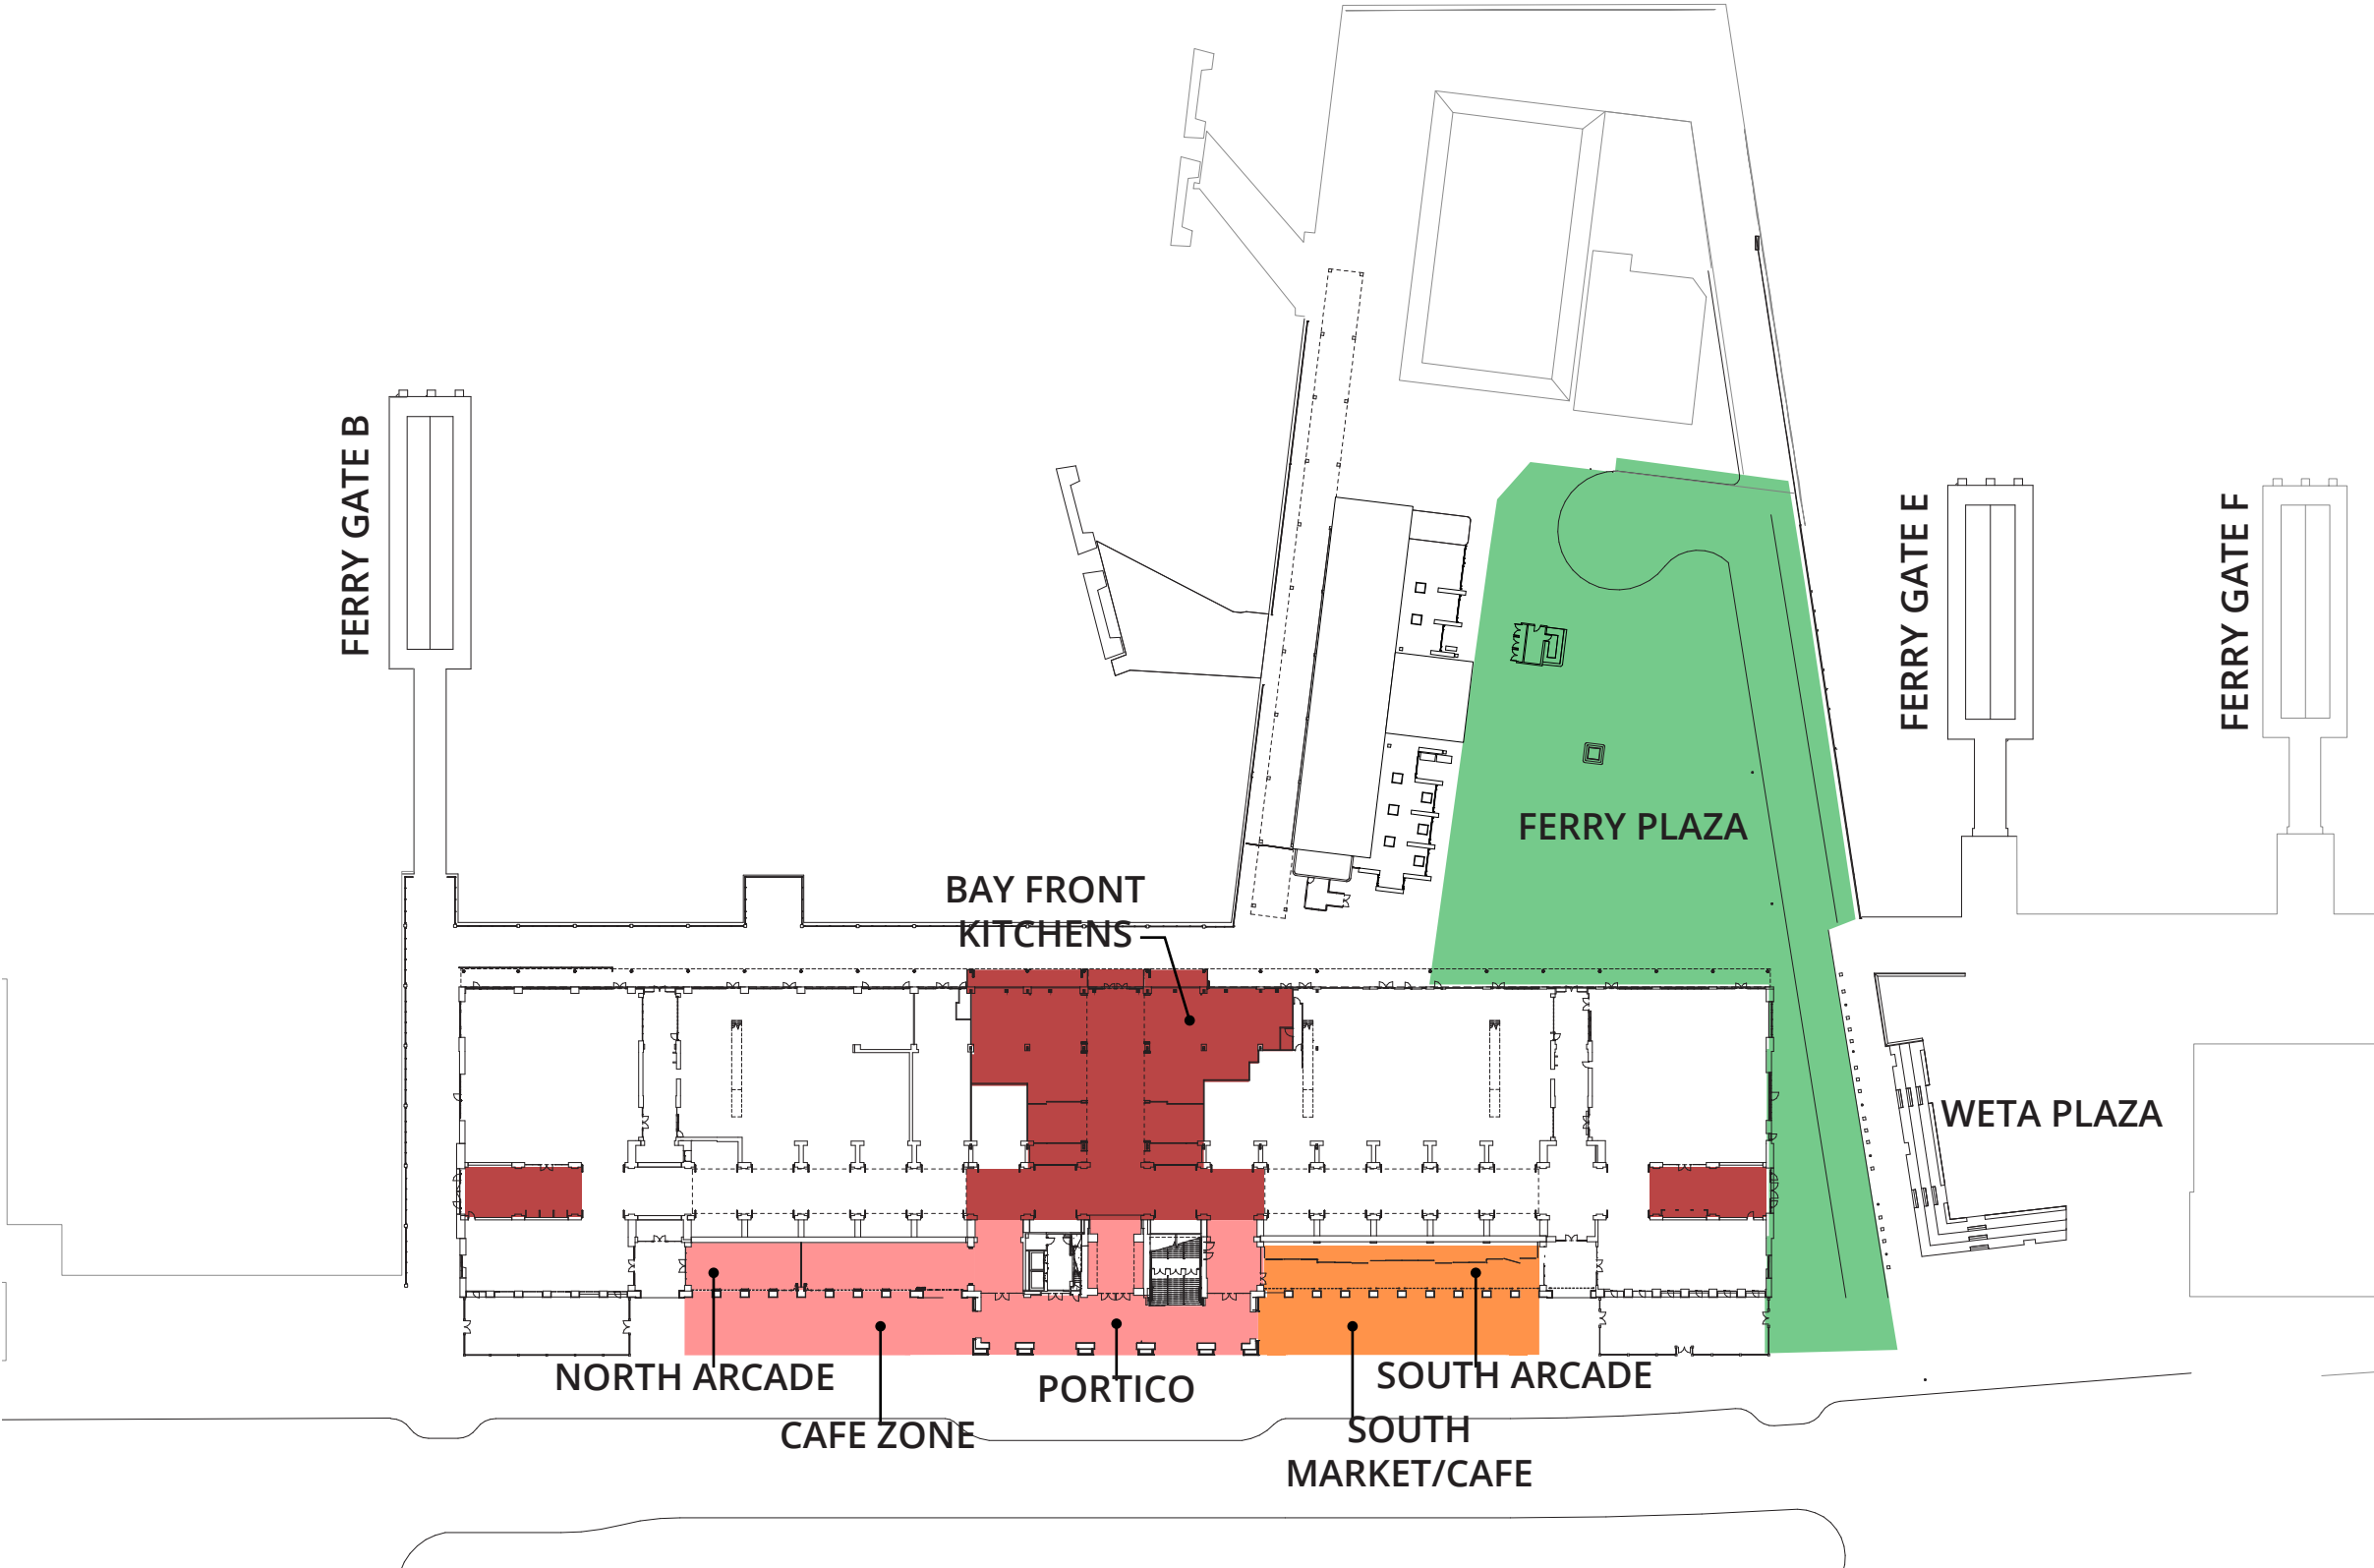 FERRY GATE B
FERRY GATE E
FERRY GATE F
FERRY PLAZA
BAY FRONT
KITCHENS
WETA PLAZA
NORTH ARCADE
CAFE ZONE
PORTICO
SOUTH ARCADE
SOUTH
MARKET/CAFE